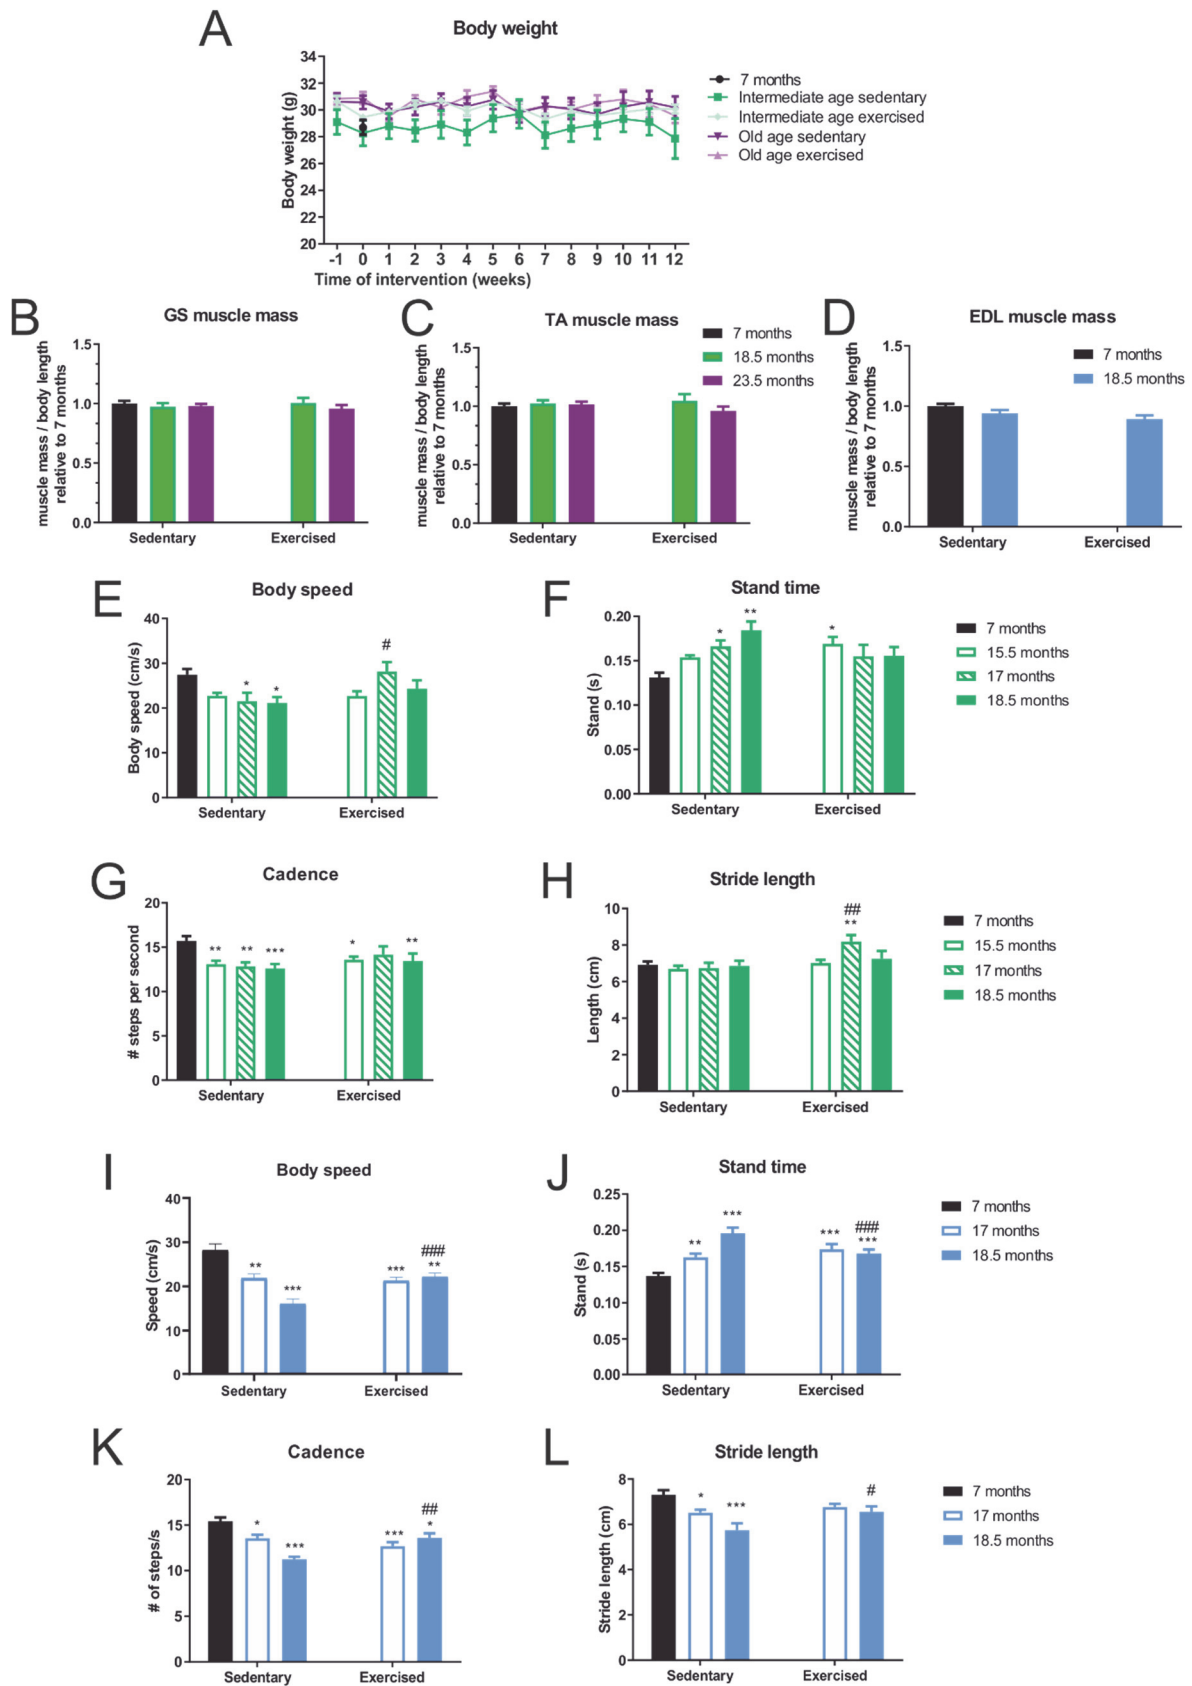 A
Body weight
Body weight (g)
34
32
30
28
26
24
22
20
-1 0 1 2 3 4 5 6 7 8 9 10 11 12
Time of intervention (weeks)
7 months
Intermediate age sedentary
Intermediate age exercised
Old age sedentary
Old age exercised
B
GS muscle mass
muscle mass / body length
relative to 7 months
1.5
1.0
0.5
0.0
Sedentary Exercised
C
TA muscle mass
muscle mass / body length
relative to 7 months
1.5
1.0
0.5
0.0
Sedentary Exercised
7 months
18.5 months
23.5 months
D
EDL muscle mass
muscle mass / body length
relative to 7 months
1.5
1.0
0.5
0.0
Sedentary Exercised
7 months
18.5 months
E
Body speed
Body speed (cm/s)
40
30
20
10
0
* * #
Sedentary Exercised
F
Stand time
Stand (s)
0.20
0.15
0.10
0.05
0.00
* ** *
Sedentary Exercised
7 months
15.5 months
17 months
18.5 months
G
Cadence
# steps per second
20
15
10
5
0
** ** *** * **
Sedentary Exercised
H
Stride length
Length (cm)
10
8
6
4
2
0
##
**
Sedentary Exercised
7 months
15.5 months
17 months
18.5 months
I
Body speed
Speed (cm/s)
40
30
20
10
0
###
** *** *** **
Sedentary Exercised
J
Stand time
Stand (s)
0.25
0.20
0.15
0.10
0.05
0.00
###
** *** *** ***
Sedentary Exercised
7 months
17 months
18.5 months
K
Cadence
# of steps/s
20
15
10
5
0
##
* *** *** *
Sedentary Exercised
L
Stride length
Stride length (cm)
8
6
4
2
0
* *** #
Sedentary Exercised
7 months
17 months
18.5 months